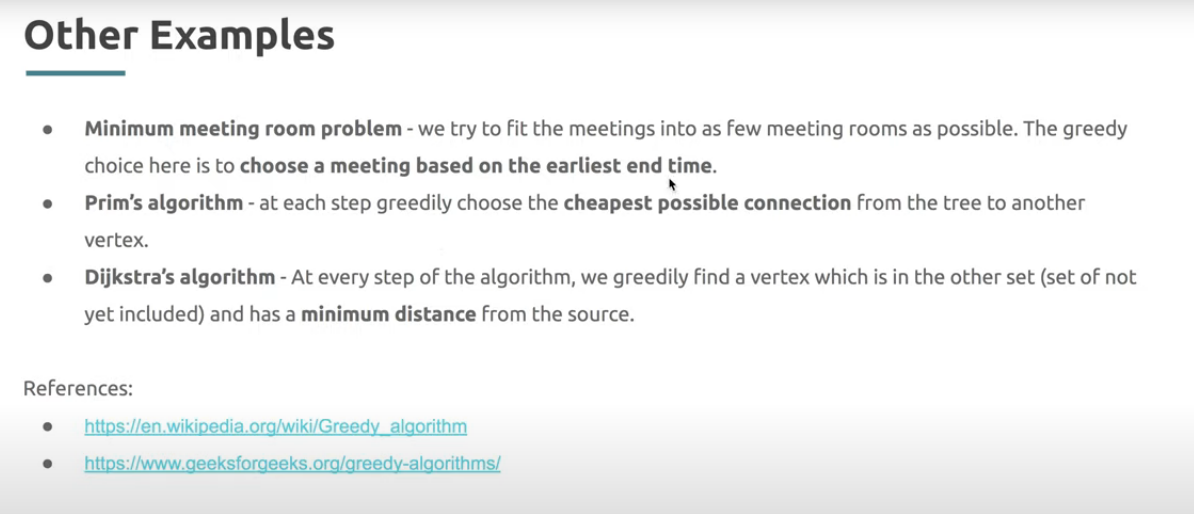 Other Examples
● Minimum meeting room problem - we try to fit the meetings into as few meeting rooms as possible. The greedy
choice here is to choose a meeting based on the earliest end time.
● Prim's algorithm - at each step greedily choose the cheapest possible connection from the tree to another
vertex.
● Dijkstra's algorithm - At every step of the algorithm, we greedily find a vertex which is in the other set (set of not
yet included) and has a minimum distance from the source.
References:
● https://en.wikipedia.org/wiki/Greedy_algorithm
● https://www.geeksforgeeks.org/greedy-algorithms/